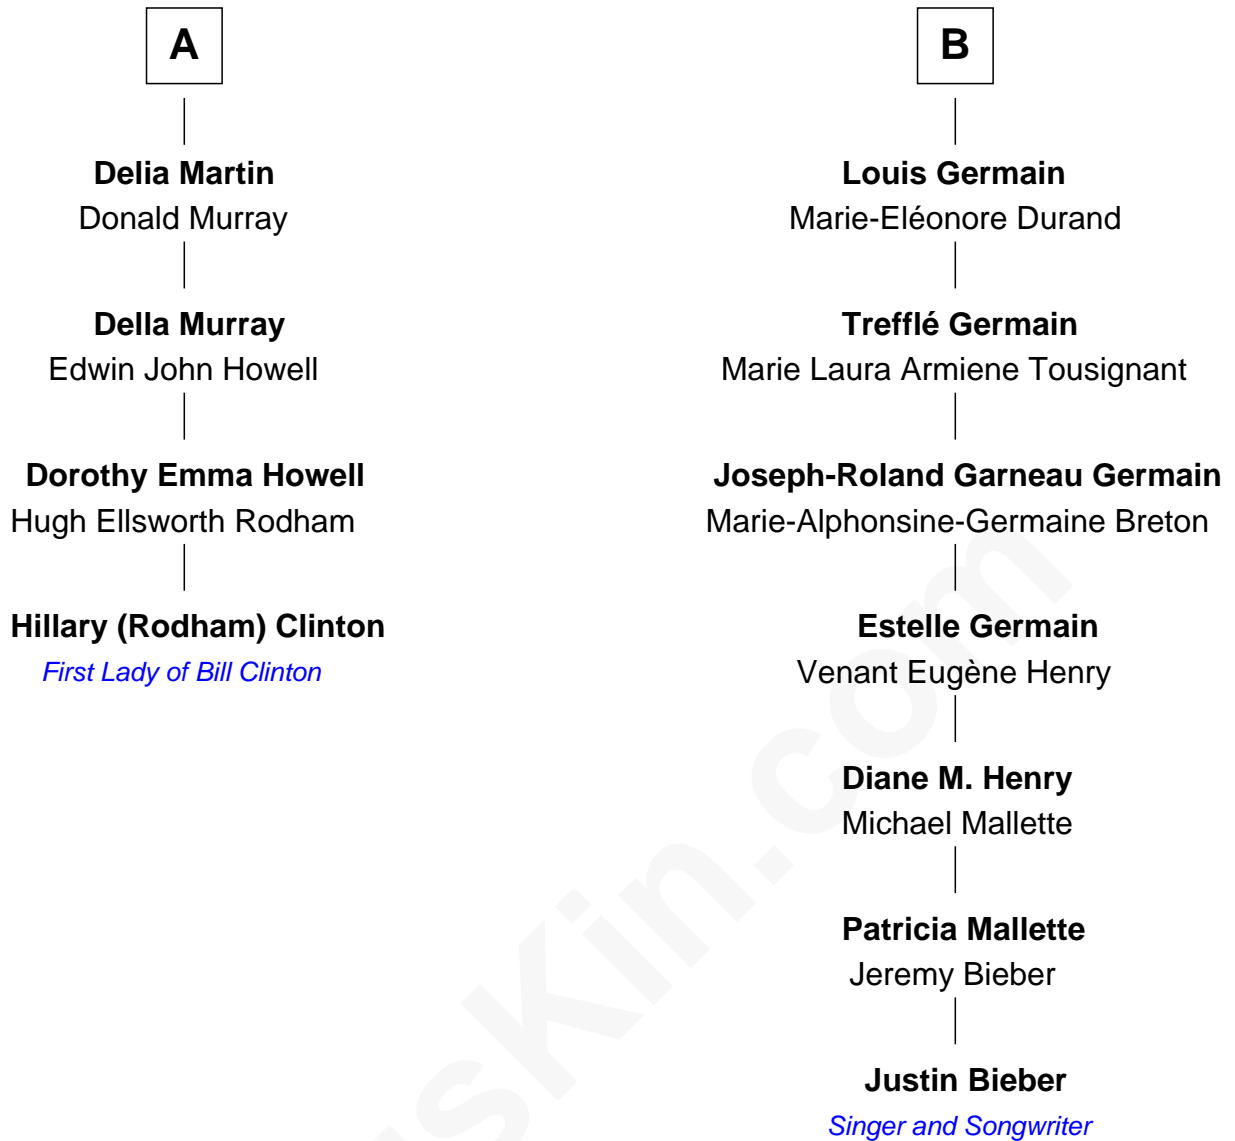 A
Delia Martin
Donald Murray
Della Murray
Edwin John Howell
Dorothy Emma Howell
Hugh Ellsworth Rodham
Hillary (Rodham) Clinton
First Lady of Bill Clinton
B
Louis Germain
Marie-Eléonore Durand
Trefflé Germain
Marie Laura Armiene Tousignant
Joseph-Roland Garneau Germain
Marie-Alphonsine-Germaine Breton
Estelle Germain
Venant Eugène Henry
Diane M. Henry
Michael Mallette
Patricia Mallette
Jeremy Bieber
Justin Bieber
Singer and Songwriter